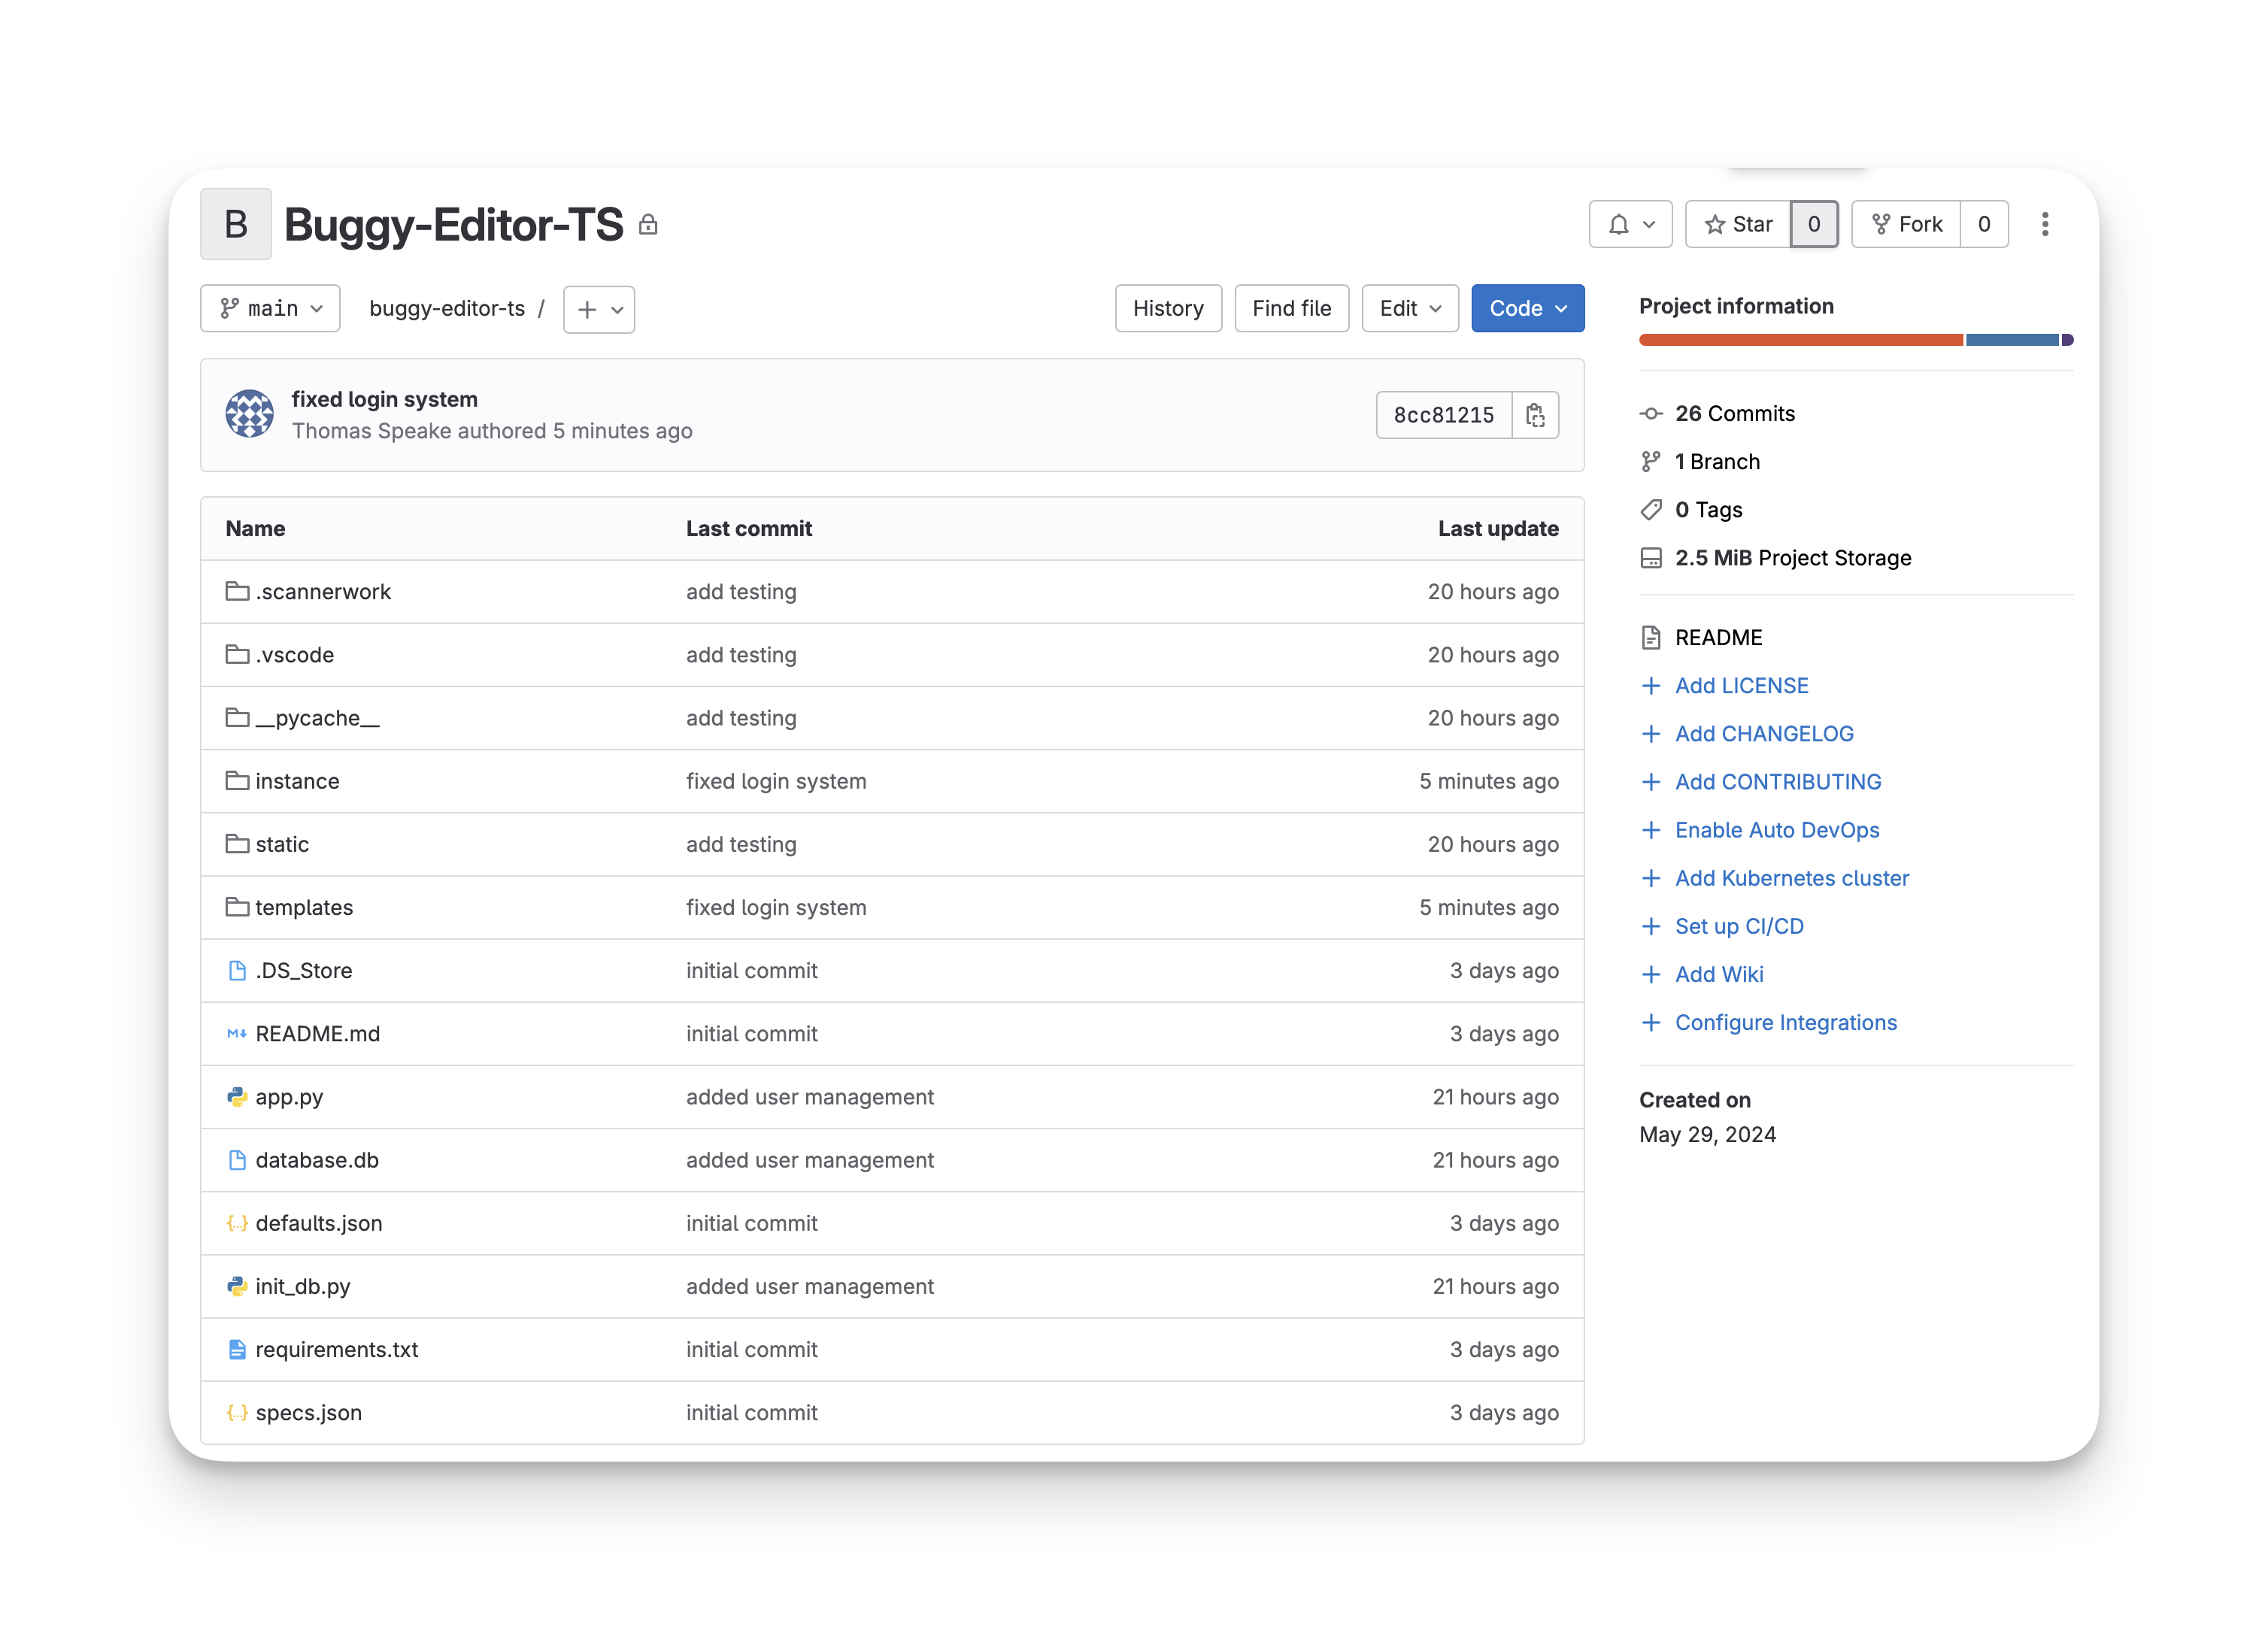 B Buggy-Editor-TS
Star 0 Fork 0
main buggy-editor-ts / History Find file Edit Code
fixed login system
Thomas Speake authored 5 minutes ago
8cc81215
Name Last commit Last update
.scannerwork add testing 20 hours ago
.vscode add testing 20 hours ago
__pycache__ add testing 20 hours ago
instance fixed login system 5 minutes ago
static add testing 20 hours ago
templates fixed login system 5 minutes ago
.DS_Store initial commit 3 days ago
README.md initial commit 3 days ago
app.py added user management 21 hours ago
database.db added user management 21 hours ago
defaults.json initial commit 3 days ago
init_db.py added user management 21 hours ago
requirements.txt initial commit 3 days ago
specs.json initial commit 3 days ago
Project information
26 Commits
1 Branch
0 Tags
2.5 MiB Project Storage
README
Add LICENSE
Add CHANGELOG
Add CONTRIBUTING
Enable Auto DevOps
Add Kubernetes cluster
Set up CI/CD
Add Wiki
Configure Integrations
Created on
May 29, 2024